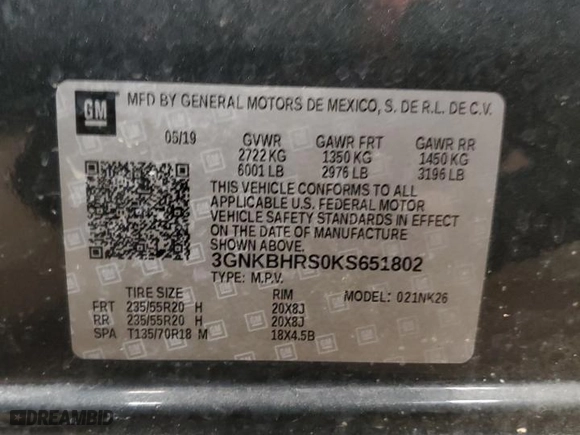 GM
MFD BY GENERAL MOTORS DE MEXICO, S. DE R.L. DE C.V.
05/19 GVWR GAWR FRT GAWR RR
2722 KG 1350 KG 1450 KG
6001 LB 2976 LB 3196 LB
THIS VEHICLE CONFORMS TO ALL
APPLICABLE U.S. FEDERAL MOTOR
VEHICLE SAFETY STANDARDS IN EFFECT
ON THE DATE OF MANUFACTURE
SHOWN ABOVE.
3GNKBHRS0KS651802
TYPE: M.P.V.
TIRE SIZE RIM MODEL: 021NK26
FRT 235/55R20 H 20X8J
RR 235/55R20 H 20X8J
SPA T135/70R18 M 18X4.5B
DREAMBID